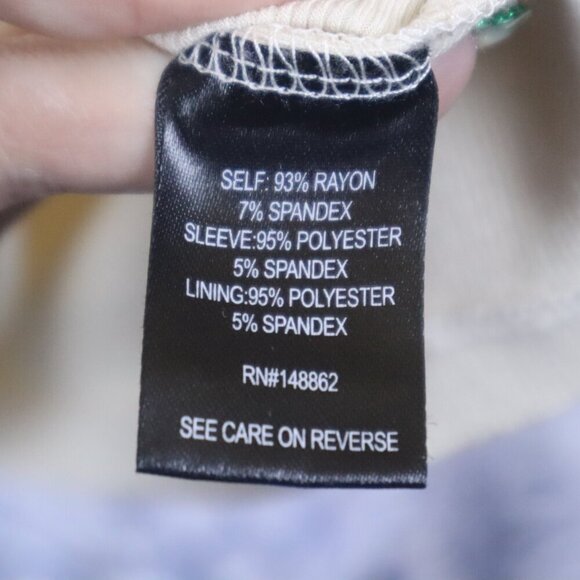 SELF: 93% RAYON
7% SPANDEX
SLEEVE:95% POLYESTER
5% SPANDEX
LINING:95% POLYESTER
5% SPANDEX
RN#148862
SEE CARE ON REVERSE